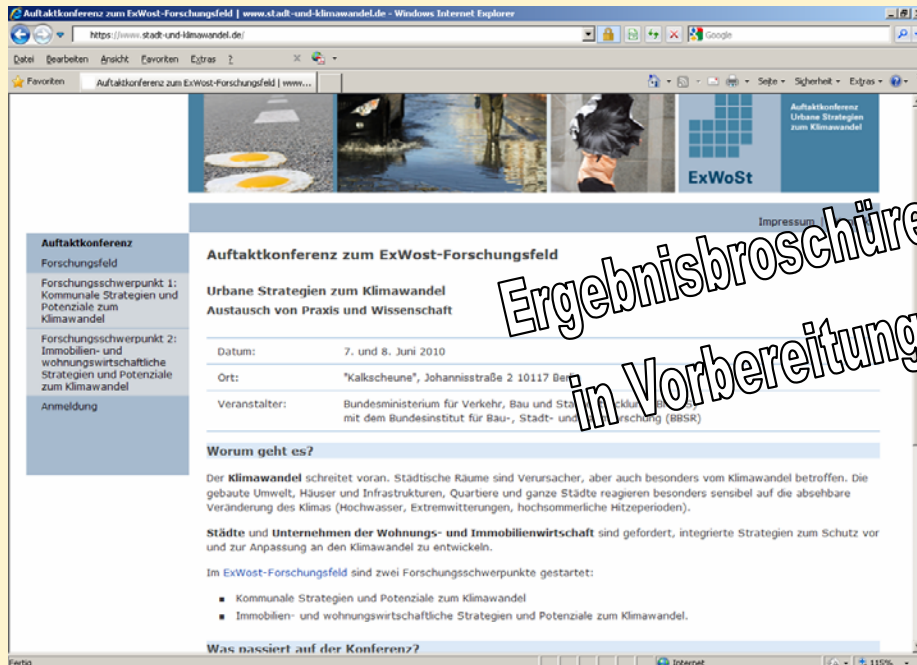 Auftaktkonferenz zum ExWost-Forschungsfeld | www.stadt-und-klimawandel.de - Windows Internet Explorer
https://www.stadt-und-klimawandel.de/
Google
Datei Bearbeiten Ansicht Favoriten Extras ?
Favoriten
Auftaktkonferenz zum ExWost-Forschungsfeld | www....
Seite Sicherheit Extras
ExWoSt
Auftaktkonferenz
Urbane Strategien
zum Klimawandel
Impressum |
Auftaktkonferenz
Forschungsfeld
Forschungsschwerpunkt 1:
Kommunale Strategien und
Potenziale zum
Klimawandel
Forschungsschwerpunkt 2:
Immobilien- und
wohnungswirtschaftliche
Strategien und Potenziale
zum Klimawandel
Anmeldung
Auftaktkonferenz zum ExWost-Forschungsfeld
Urbane Strategien zum Klimawandel
Austausch von Praxis und Wissenschaft
Ergebnisbroschüre
in Vorbereitung
Datum: 7. und 8. Juni 2010
Ort: "Kalkscheune", Johannisstraße 2 10117
Veranstalter: Bundesministerium für Verkehr, Bau und
mit dem Bundesinstitut für Bau-, Stadt- und (BBSR)
Worum geht es?
Der Klimawandel schreitet voran. Städtische Räume sind Verursacher, aber auch besonders vom Klimawandel betroffen. Die
gebaute Umwelt, Häuser und Infrastrukturen, Quartiere und ganze Städte reagieren besonders sensibel auf die absehbare
Veränderung des Klimas (Hochwasser, Extremwitterungen, hochsommerliche Hitzeperioden).
Städte und Unternehmen der Wohnungs- und Immobilienwirtschaft sind gefordert, integrierte Strategien zum Schutz vor
und zur Anpassung an den Klimawandel zu entwickeln.
Im ExWost-Forschungsfeld sind zwei Forschungsschwerpunkte gestartet:
Kommunale Strategien und Potenziale zum Klimawandel
Immobilien- und wohnungswirtschaftliche Strategien und Potenziale zum Klimawandel.
Was passiert auf der Konferenz?
Fertig
Internet
115%